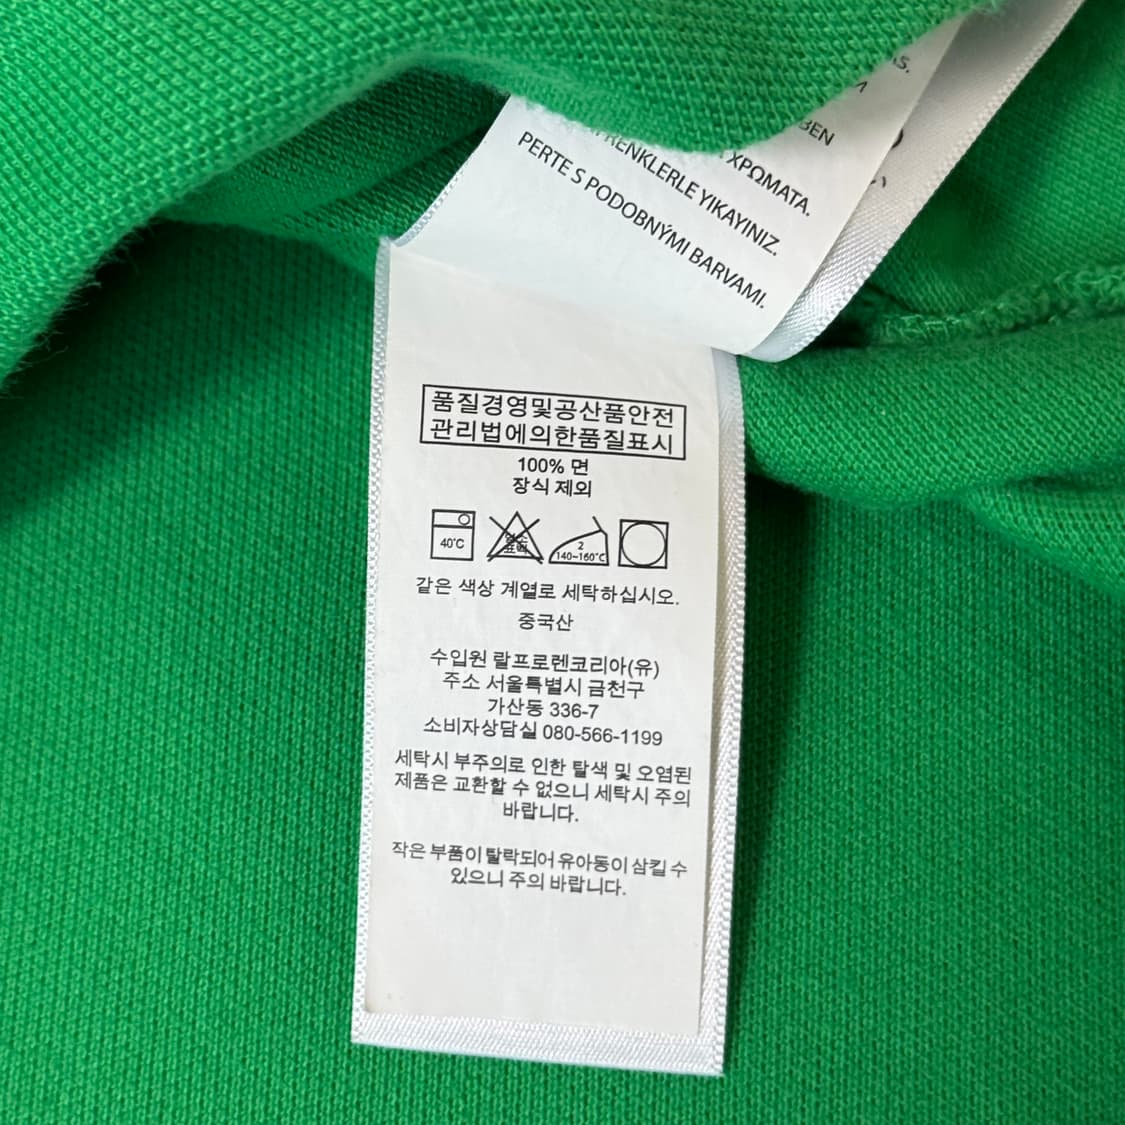 BEN
ΧΡΩΜΑΤΑ.
RENKLERLE YIKAYINIZ.
PERTE S PODOBNÝMI BARVAMI.
품질경영및공산품안전
관리법에의한품질표시
100% 면
장식 제외
40℃
염소
표백
2
140~160℃
같은 색상 계열로 세탁하십시오.
중국산
수입원 랄프로렌코리아(유)
주소 서울특별시 금천구
가산동 336-7
소비자상담실 080-566-1199
세탁시 부주의로 인한 탈색 및 오염된
제품은 교환할 수 없으니 세탁시 주의
바랍니다.
작은 부품이 탈락되어 유아동이 삼킬 수
있으니 주의 바랍니다.